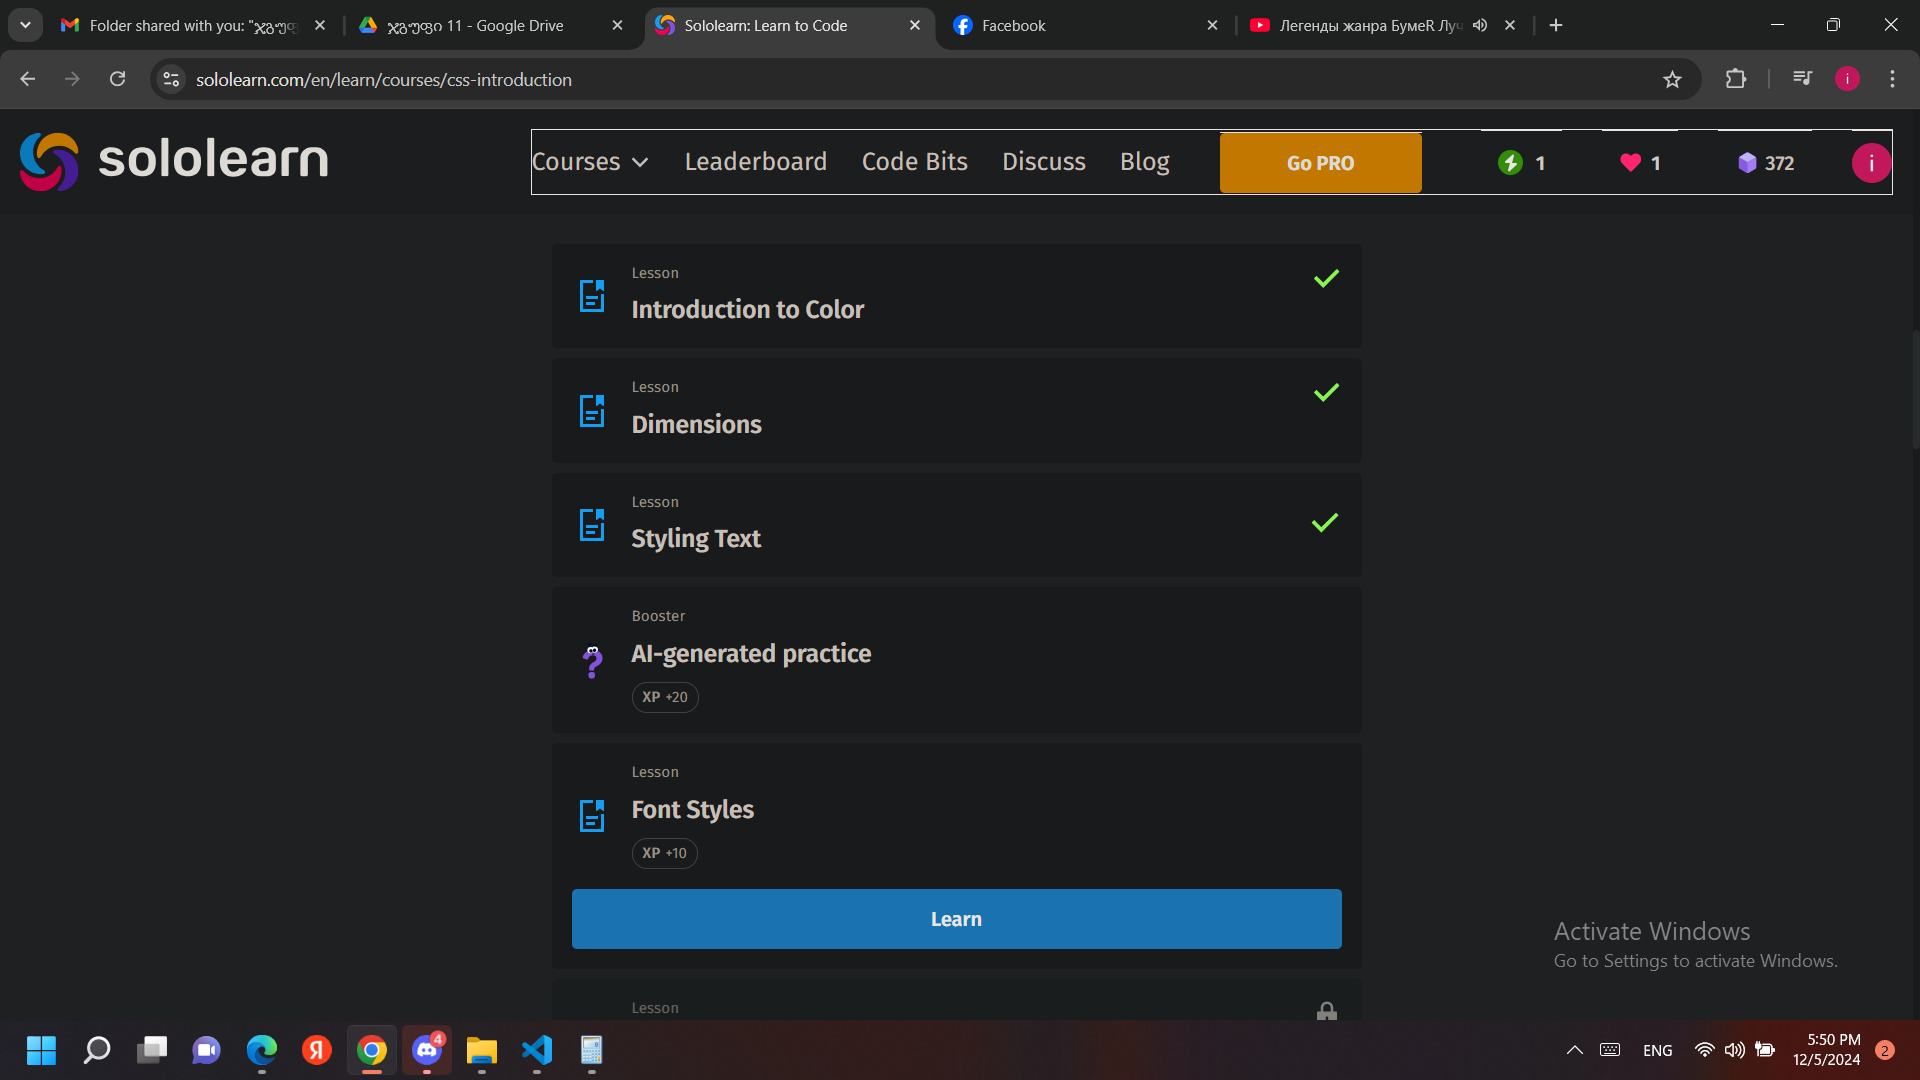 Folder shared with you: "ჯგუფ
ჯგუფი 11 - Google Drive
Sololearn: Learn to Code
Facebook
Легенды жанра БумеR Луч
sololearn.com/en/learn/courses/css-introduction
i
sololearn
Courses
Leaderboard
Code Bits
Discuss
Blog
Go PRO
1
1
372
i
Lesson
Introduction to Color
Lesson
Dimensions
Lesson
Styling Text
Booster
AI-generated practice
XP +20
Lesson
Font Styles
XP +10
Learn
Lesson
Activate Windows
Go to Settings to activate Windows.
Я
4
ENG
5:50 PM
12/5/2024
2